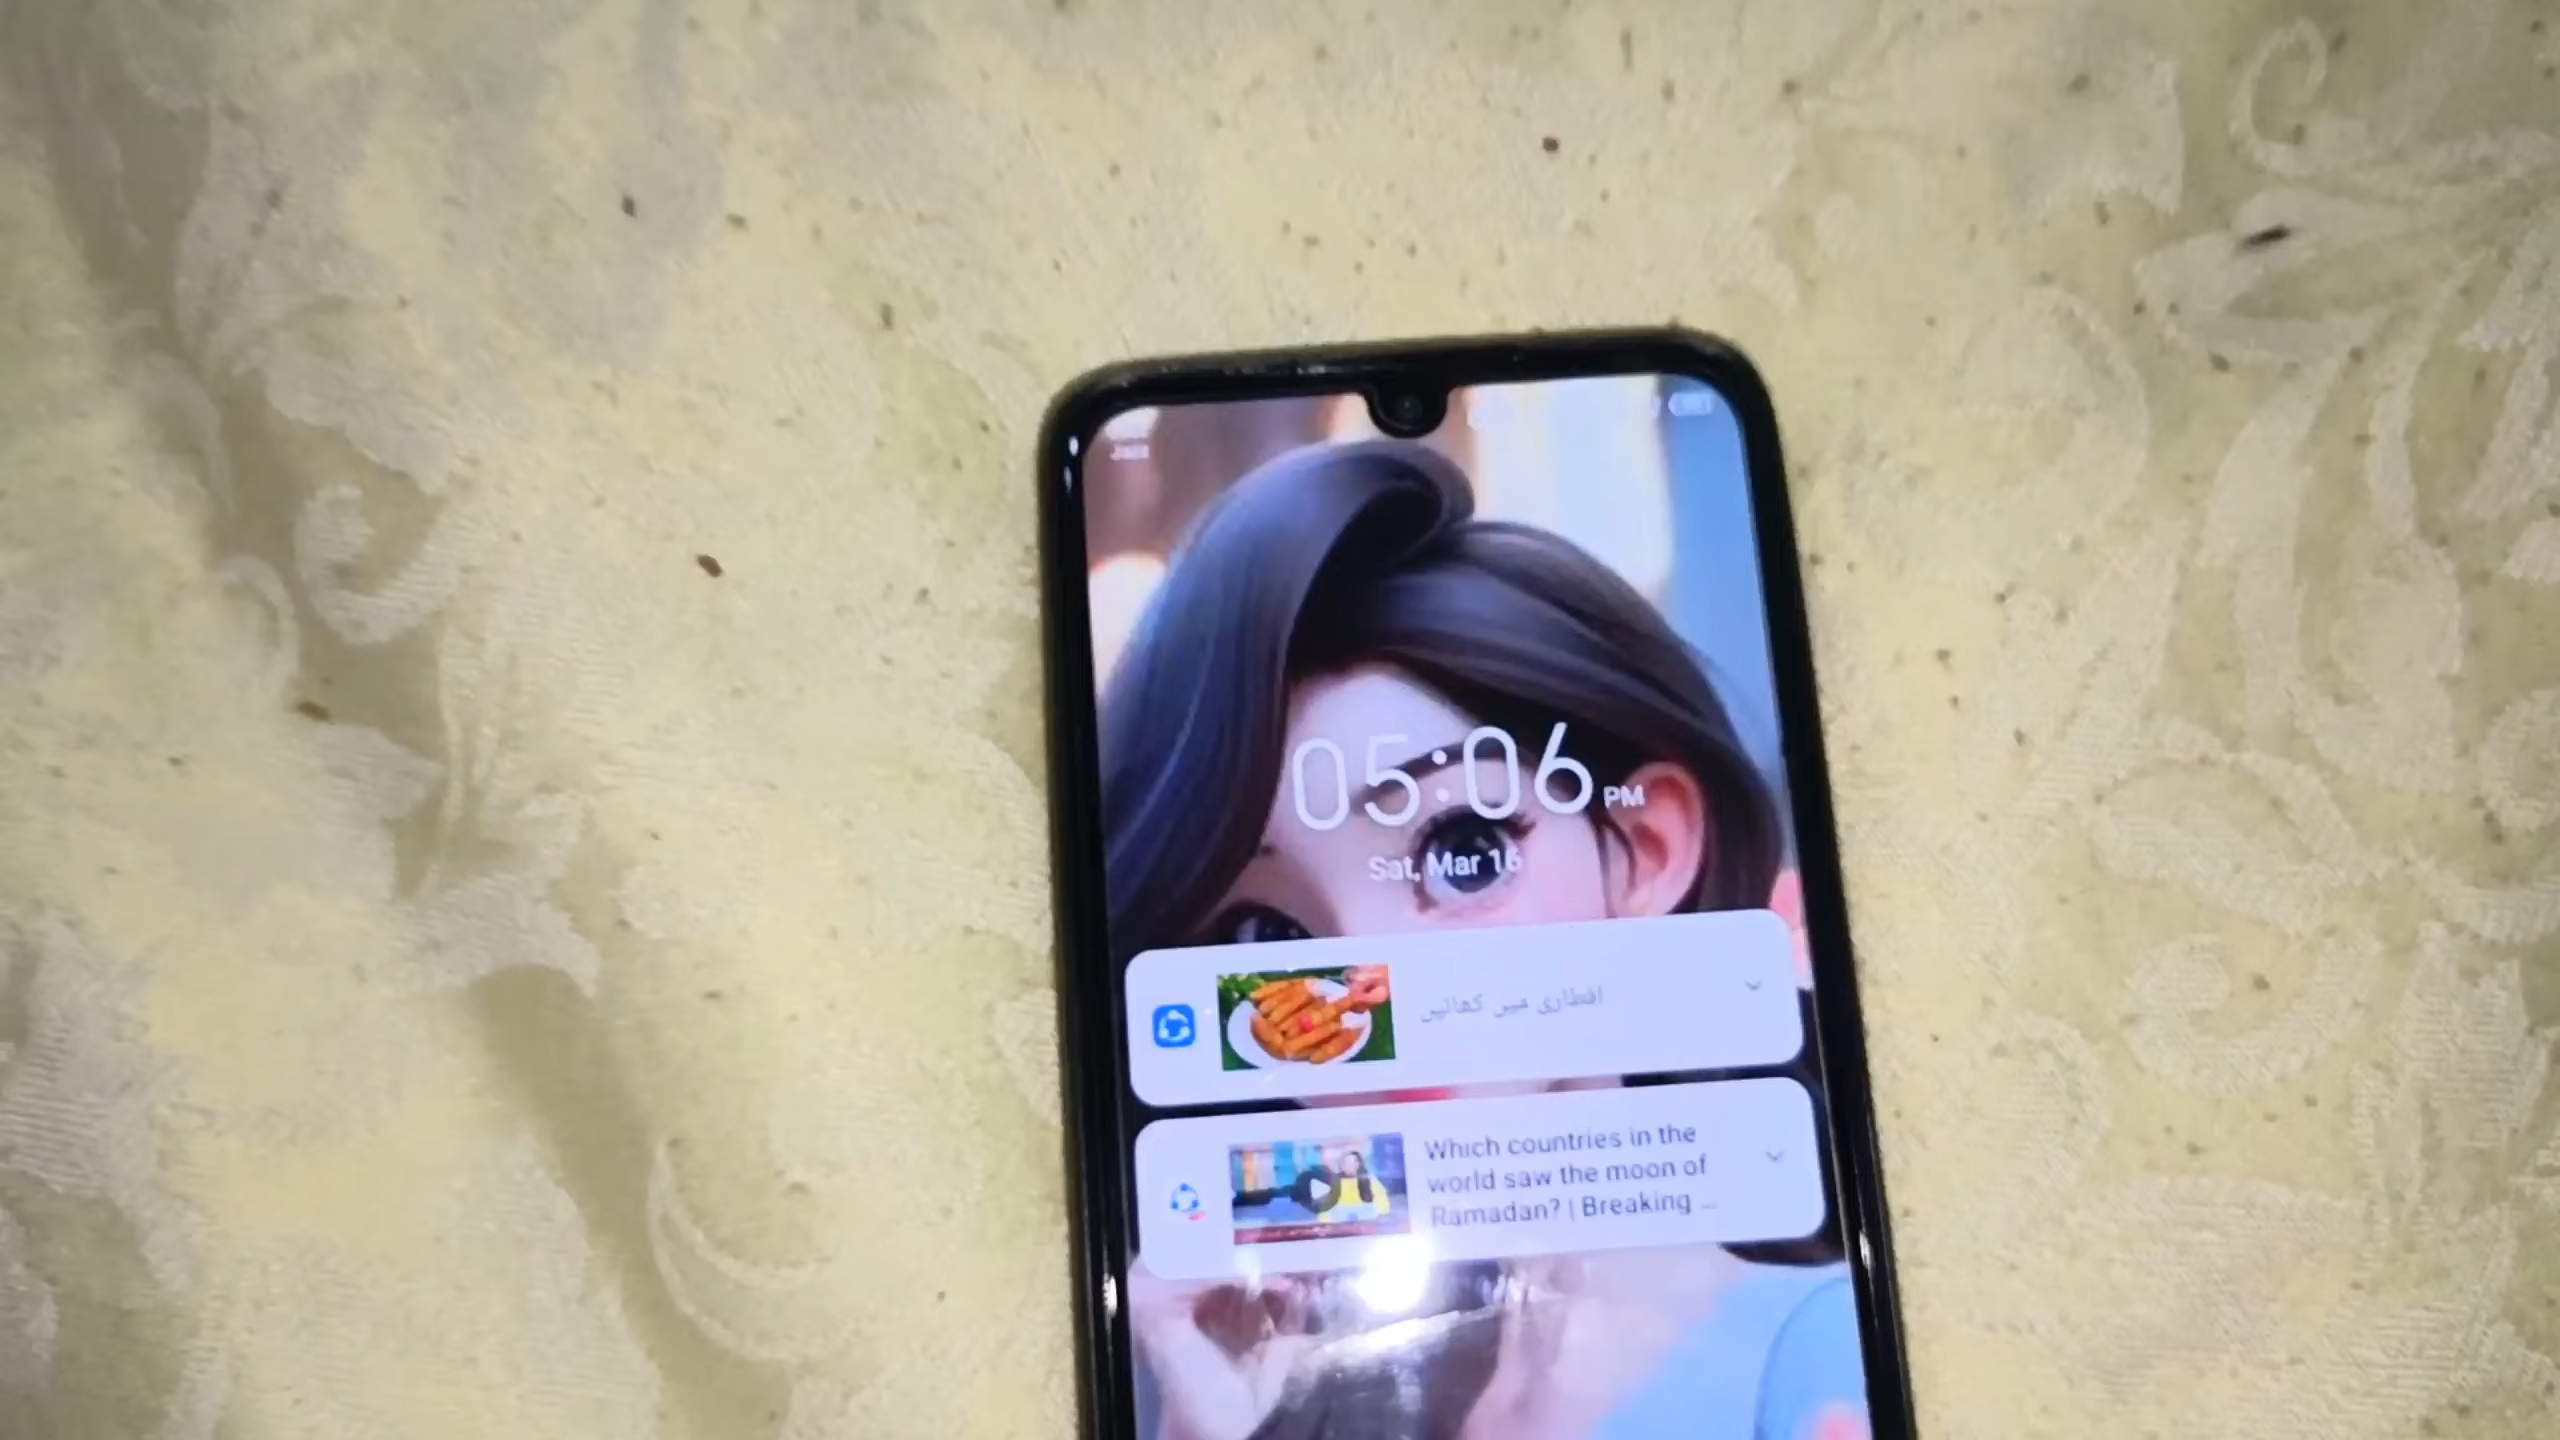 Jazz
05:06 PM
Sat, Mar 16
افطاری میں کھائیں
Which countries in the
world saw the moon of
Ramadan? | Breaking ...